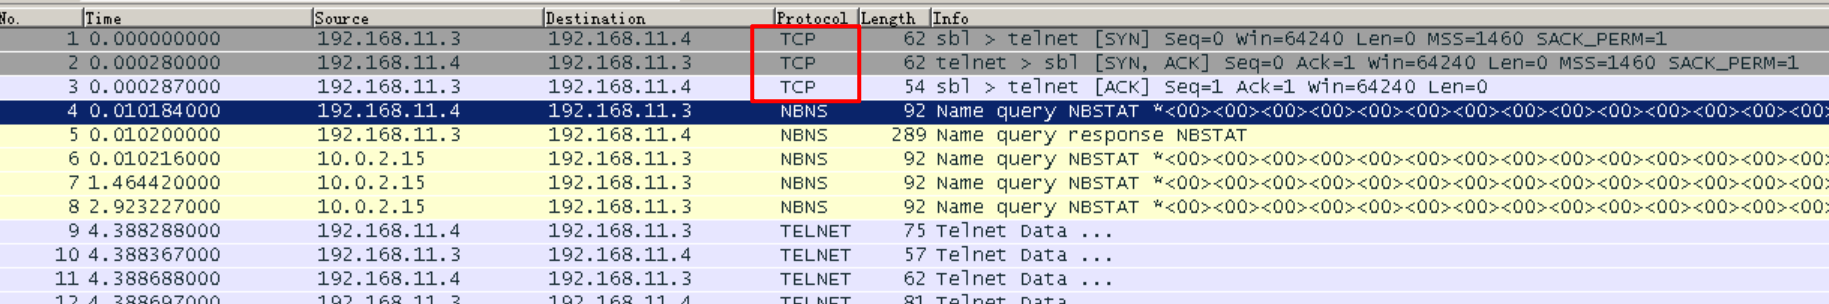 No. Time Source Destination Protocol Length Info
1 0.000000000 192.168.11.3 192.168.11.4 TCP 62 sbl > telnet [SYN] Seq=0 Win=64240 Len=0 MSS=1460 SACK_PERM=1
2 0.000280000 192.168.11.4 192.168.11.3 TCP 62 telnet > sbl [SYN, ACK] Seq=0 Ack=1 Win=64240 Len=0 MSS=1460 SACK_PERM=1
3 0.000287000 192.168.11.3 192.168.11.4 TCP 54 sbl > telnet [ACK] Seq=1 Ack=1 Win=64240 Len=0
4 0.010184000 192.168.11.4 192.168.11.3 NBNS 92 Name query NBSTAT *<00><00><00><00><00><00><00><00><00><00><00><00>
5 0.010200000 192.168.11.3 192.168.11.4 NBNS 289 Name query response NBSTAT
6 0.010216000 10.0.2.15 192.168.11.3 NBNS 92 Name query NBSTAT *<00><00><00><00><00><00><00><00><00><00><00><00>
7 1.464420000 10.0.2.15 192.168.11.3 NBNS 92 Name query NBSTAT *<00><00><00><00><00><00><00><00><00><00><00><00>
8 2.923227000 10.0.2.15 192.168.11.3 NBNS 92 Name query NBSTAT *<00><00><00><00><00><00><00><00><00><00><00><00>
9 4.388288000 192.168.11.4 192.168.11.3 TELNET 75 Telnet Data ...
10 4.388367000 192.168.11.3 192.168.11.4 TELNET 57 Telnet Data ...
11 4.388688000 192.168.11.4 192.168.11.3 TELNET 62 Telnet Data ...
12 4.388697000 192.168.11.3 192.168.11.4 TELNET 81 Telnet Data